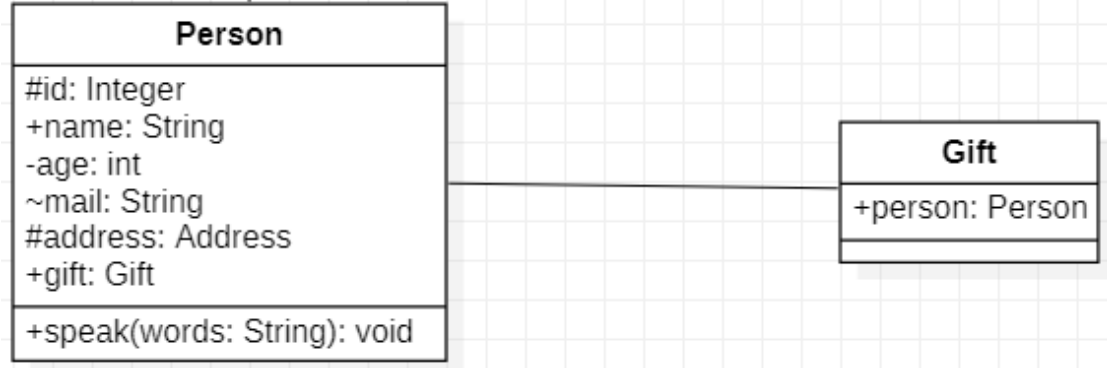 Person
#id: Integer
+name: String
-age: int
~mail: String
#address: Address
+gift: Gift
+speak(words: String): void
Gift
+person: Person